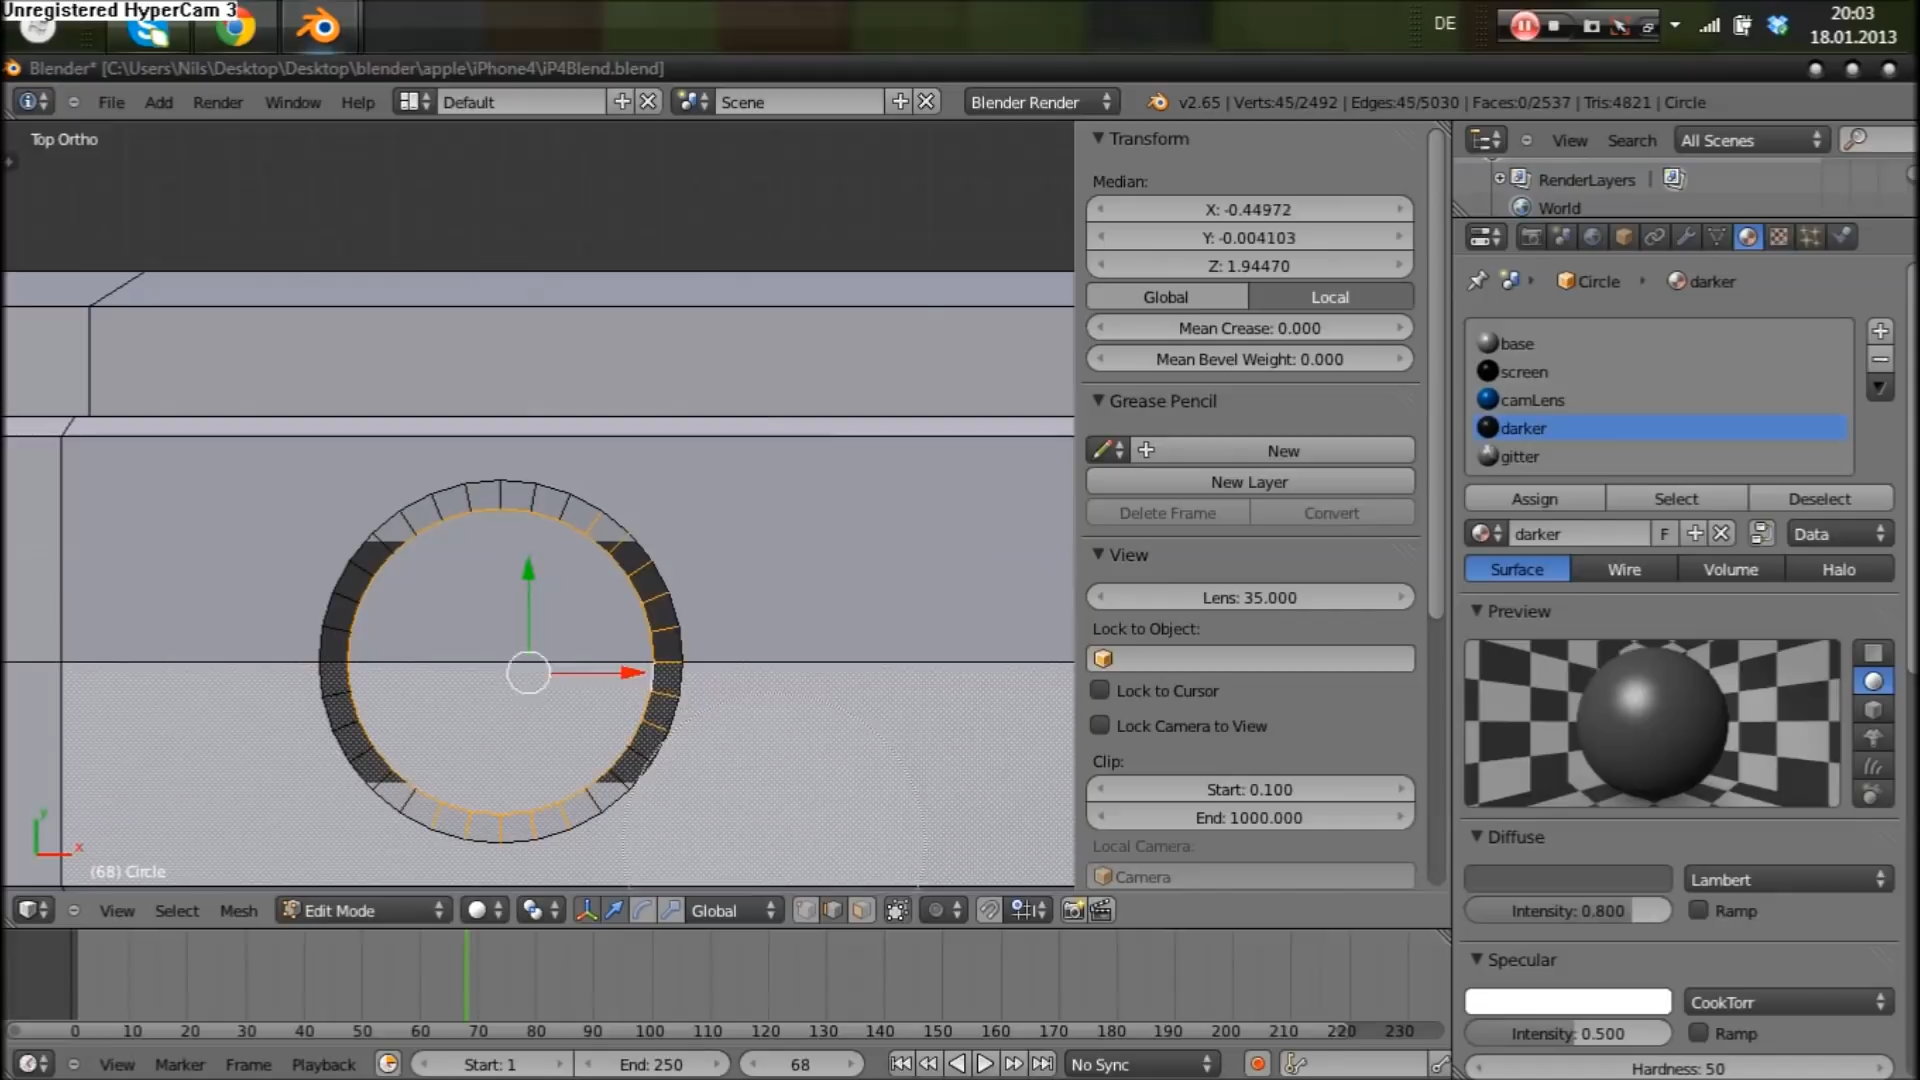 Unregistered HyperCam 3
DE
20:03
18.01.2013
Blender* [C:\Users\Nils\Desktop\Desktop\blender\apple\iPhone4\iP4Blend.blend]
File Add Render Window Help Default Scene Blender Render v2.65 | Verts:45/2492 | Edges:45/5030 | Faces:0/2537 | Tris:4821 | Circle
Top Ortho
Transform
Median:
X: -0.44972
Y: -0.004103
Z: 1.94470
Global Local
Mean Crease: 0.000
Mean Bevel Weight: 0.000
Grease Pencil
New
New Layer
Delete Frame Convert
View
Lens: 35.000
Lock to Object:
Lock to Cursor
Lock Camera to View
Clip:
Start: 0.100
End: 1000.000
Local Camera:
Camera
View Search All Scenes
RenderLayers
World
Circle darker
base
screen
camLens
darker
gitter
Assign Select Deselect
darker F Data
Surface Wire Volume Halo
Preview
Diffuse
Lambert
Intensity: 0.800 Ramp
Specular
CookTorr
Intensity: 0.500 Ramp
Hardness: 50
y
x
(68) Circle
View Select Mesh Edit Mode Global
0 10 20 30 40 50 60 70 80 90 100 110 120 130 140 150 160 170 180 190 200 210 220 230
View Marker Frame Playback Start: 1 End: 250 68 No Sync